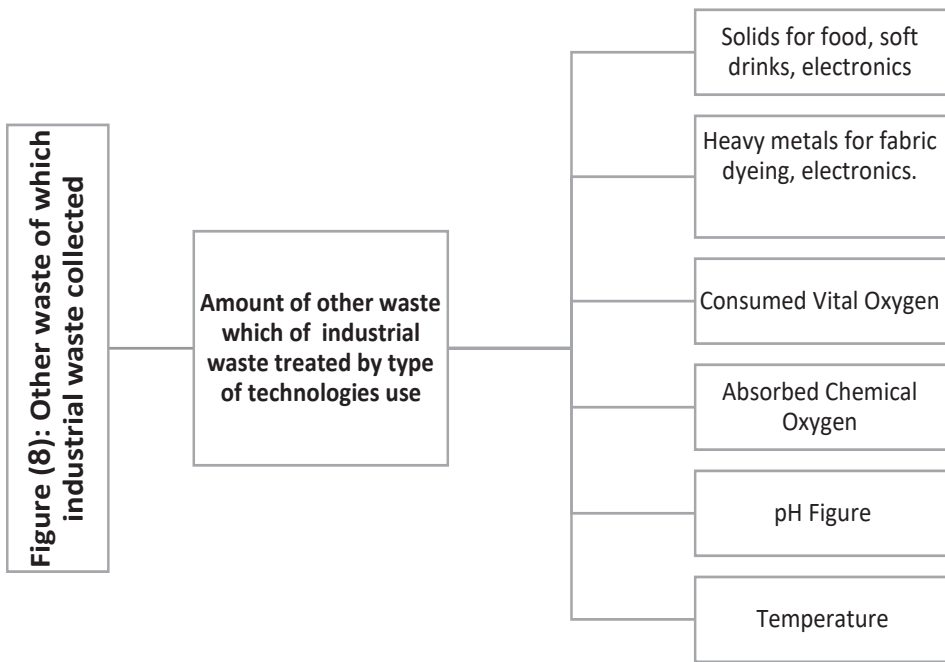 Figure (8): Other waste of which
industrial waste collected
Amount of other waste
which of industrial
waste treated by type
of technologies use
Solids for food, soft
drinks, electronics
Heavy metals for fabric
dyeing, electronics.
Consumed Vital Oxygen
Absorbed Chemical
Oxygen
pH Figure
Temperature